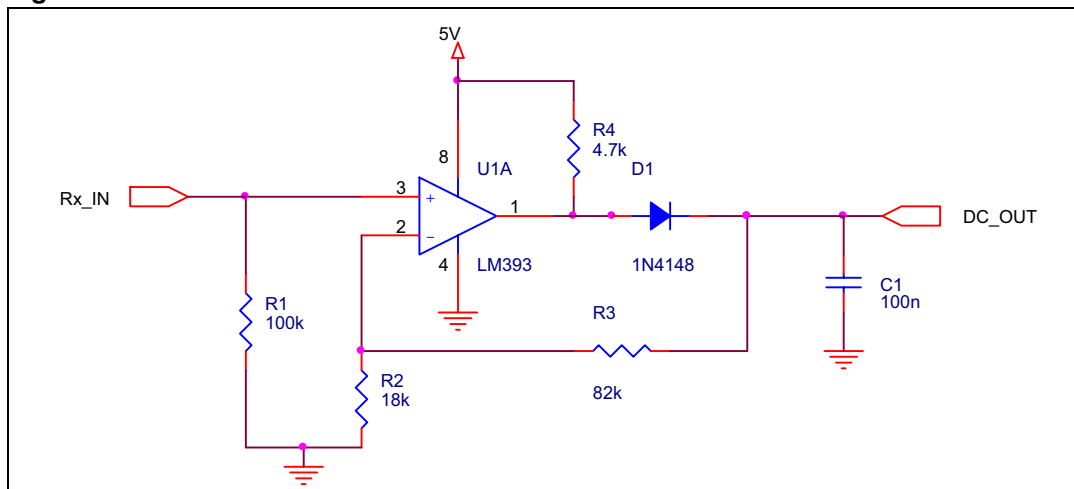 5V
R4
4.7k
D1
8
U1A
Rx_IN
3
+
1
DC_OUT
2
−
4
LM393
1N4148
C1
100n
R1
100k
R3
R2
18k
82k